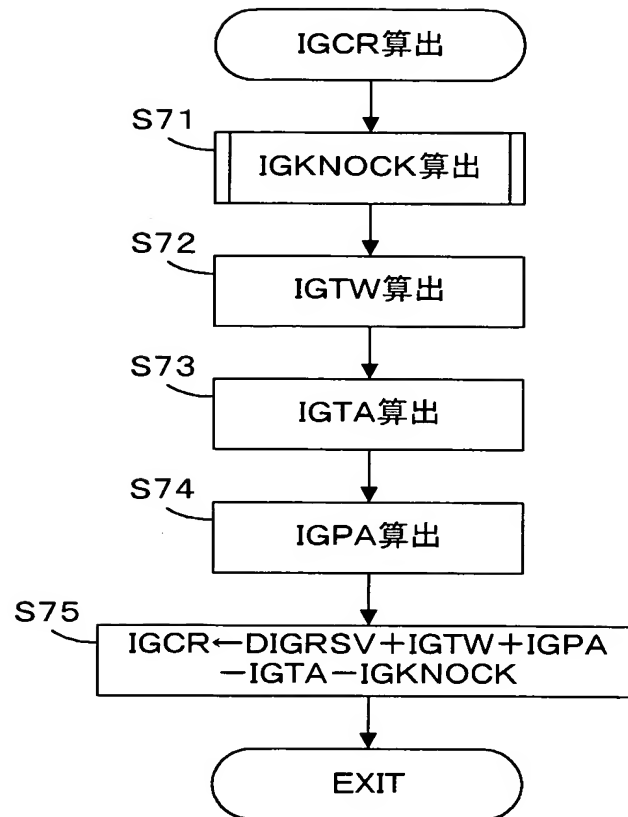 IGCR算出
S71
IGKNOCK算出
S72
IGTW算出
S73
IGTA算出
S74
IGPA算出
S75
IGCR←DIGRSV+IGTW+IGPA
−IGTA−IGKNOCK
EXIT